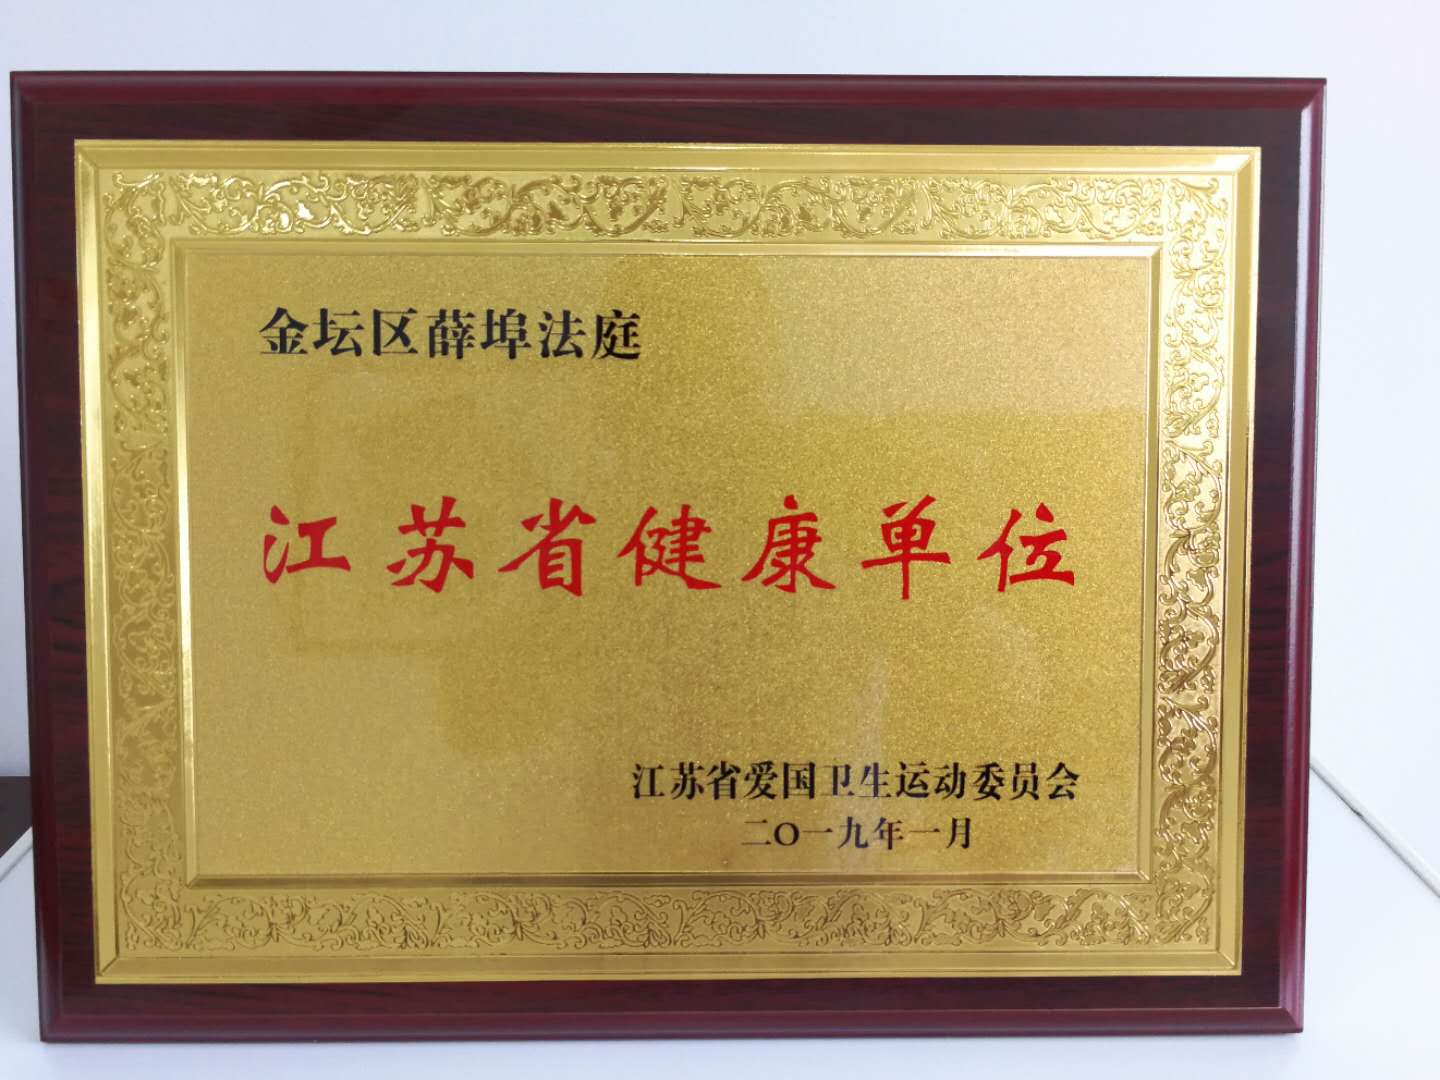 金坛区薛埠法庭
江苏省健康单位
江苏省爱国卫生运动委员会
二〇一九年一月